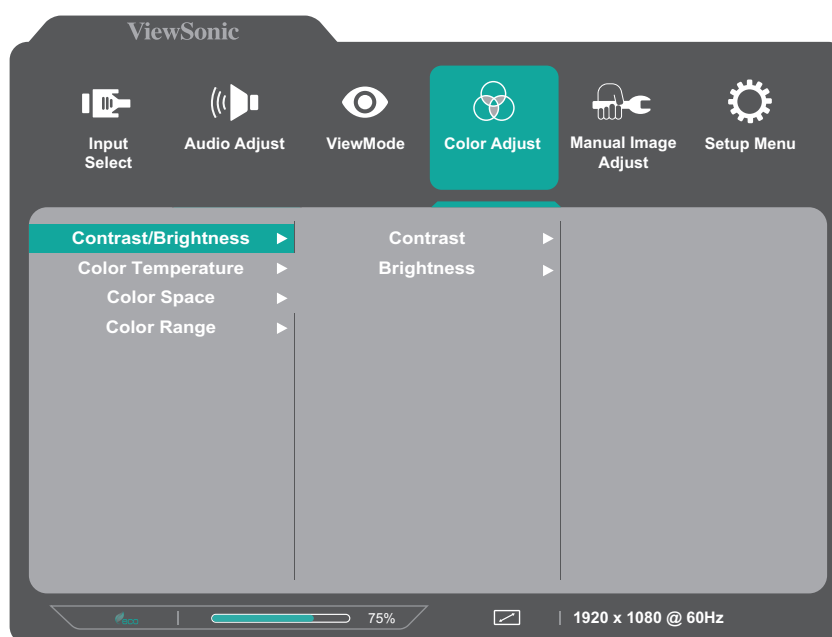 ViewSonic
Input
Select
Audio Adjust
ViewMode
Color Adjust
Manual Image
Adjust
Setup Menu
Contrast/Brightness
Color Temperature
Color Space
Color Range
Contrast
Brightness
eco
75%
1920 x 1080 @ 60Hz